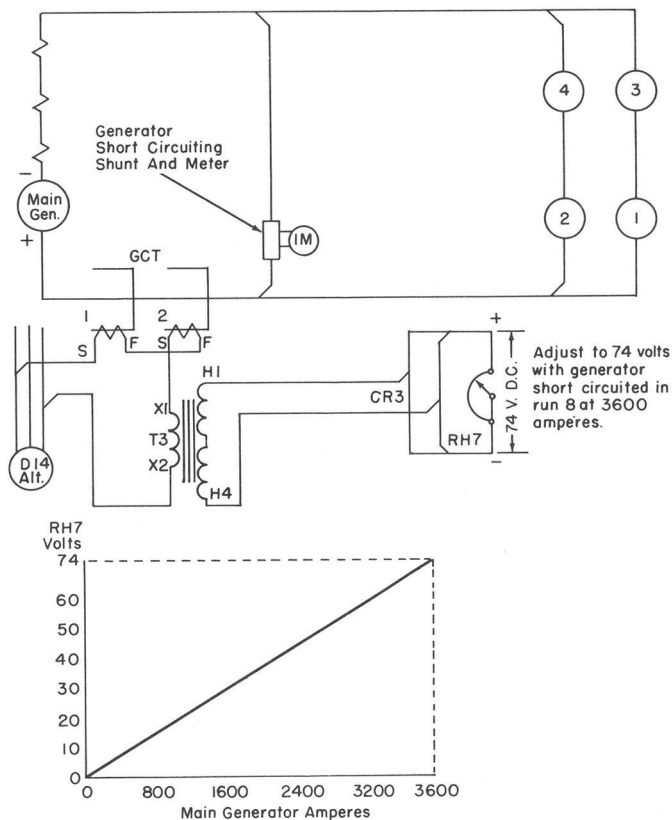 Generator
Short Circuiting
Shunt And Meter
4
3
–
Main
Gen.
+
IM
2
1
GCT
1
2
S
F
S
F
H1
+
X1
T3
X2
CR3
RH7
74 V. D.C.
Adjust to 74 volts
with generator
short circuited in
run 8 at 3600
amperes.
–
D14
Alt.
H4
RH7
Volts
74
60
50
40
30
20
10
0
0 800 1600 2400 3200 3600
Main Generator Amperes